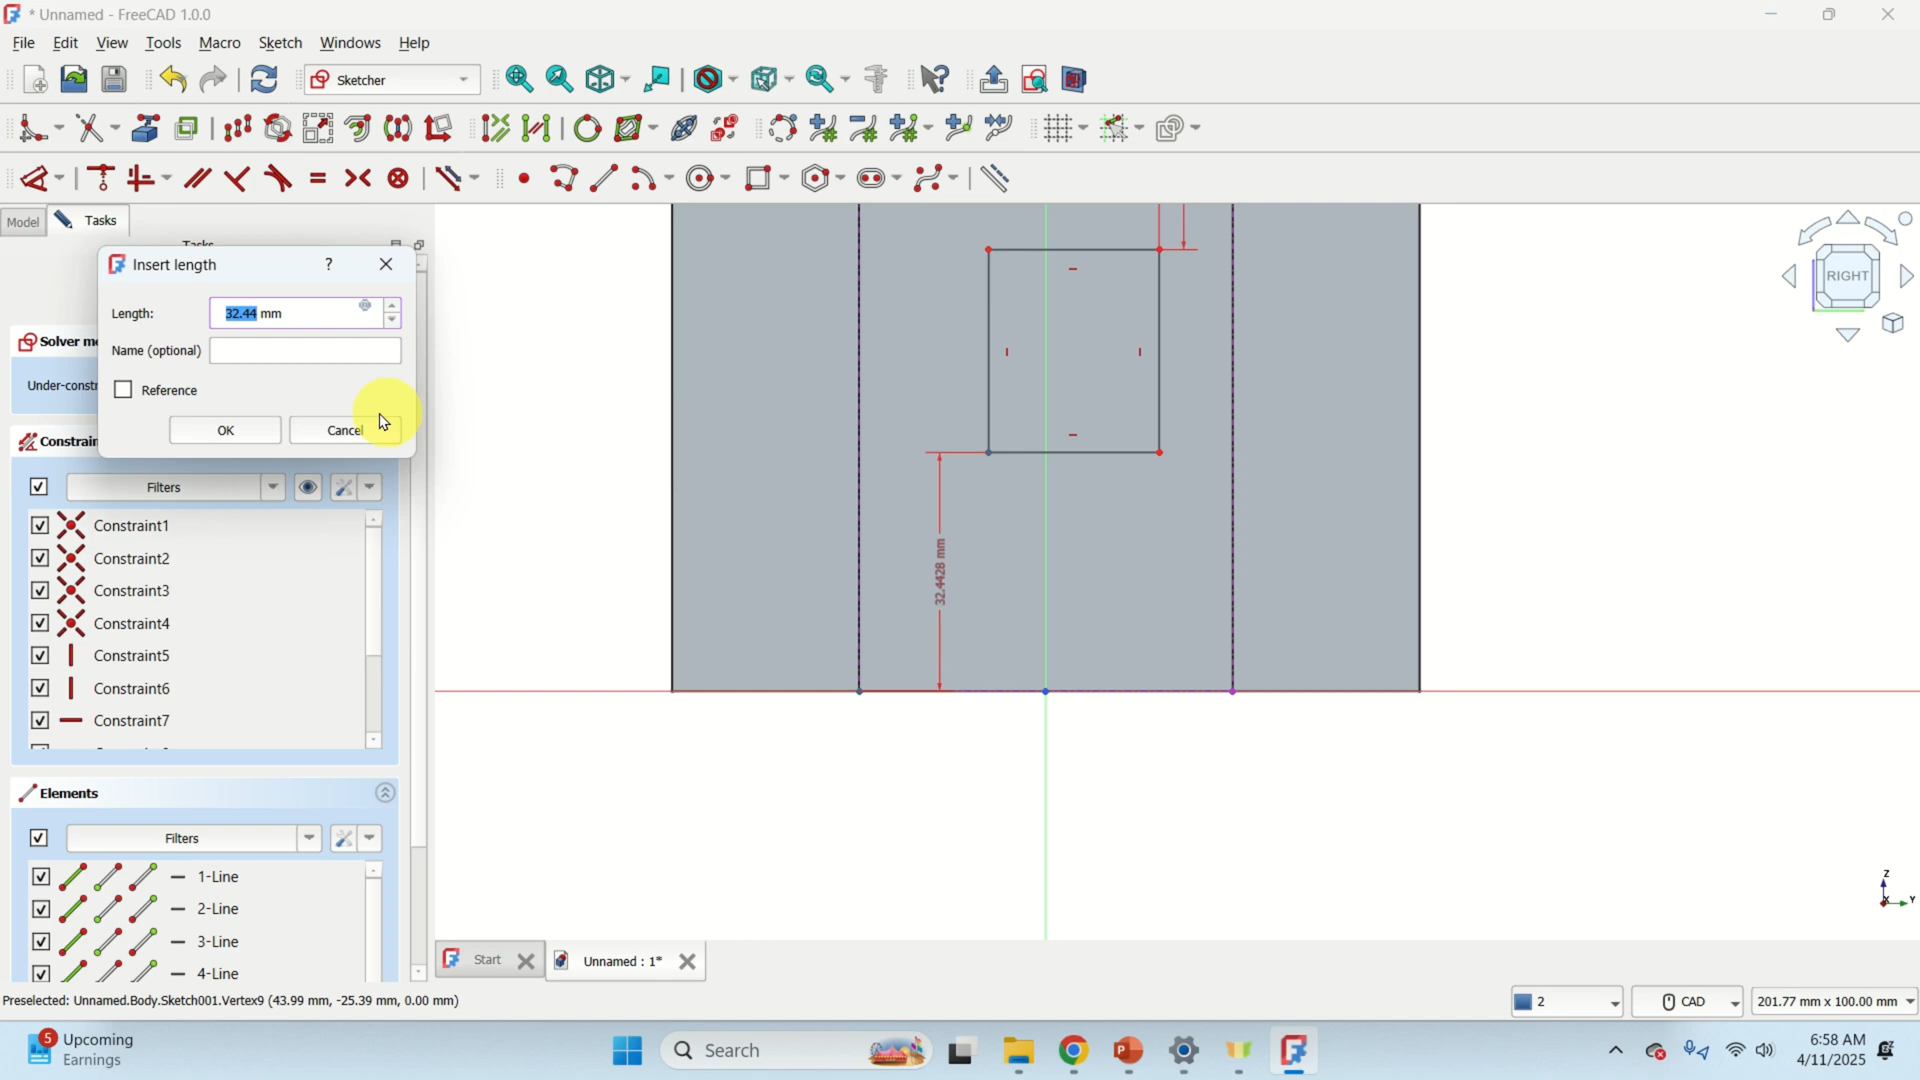 * Unnamed - FreeCAD 1.0.0
File Edit View Tools Macro Sketch Windows Help
Sketcher
Model Tasks
Tasks
Insert length ?
Length: 32.44 mm
Name (optional)
Reference
OK Cancel
Filters
Constraint1
Constraint2
Constraint3
Constraint4
Constraint5
Constraint6
Constraint7
Elements
Filters
1-Line
2-Line
3-Line
4-Line
32.4428 mm
RIGHT
Z
X
Y
Start
Unnamed : 1*
Preselected: Unnamed.Body.Sketch001.Vertex9 (43.99 mm, -25.39 mm, 0.00 mm)
2
CAD
201.77 mm x 100.00 mm
5
Upcoming
Earnings
Search
6:58 AM
4/11/2025